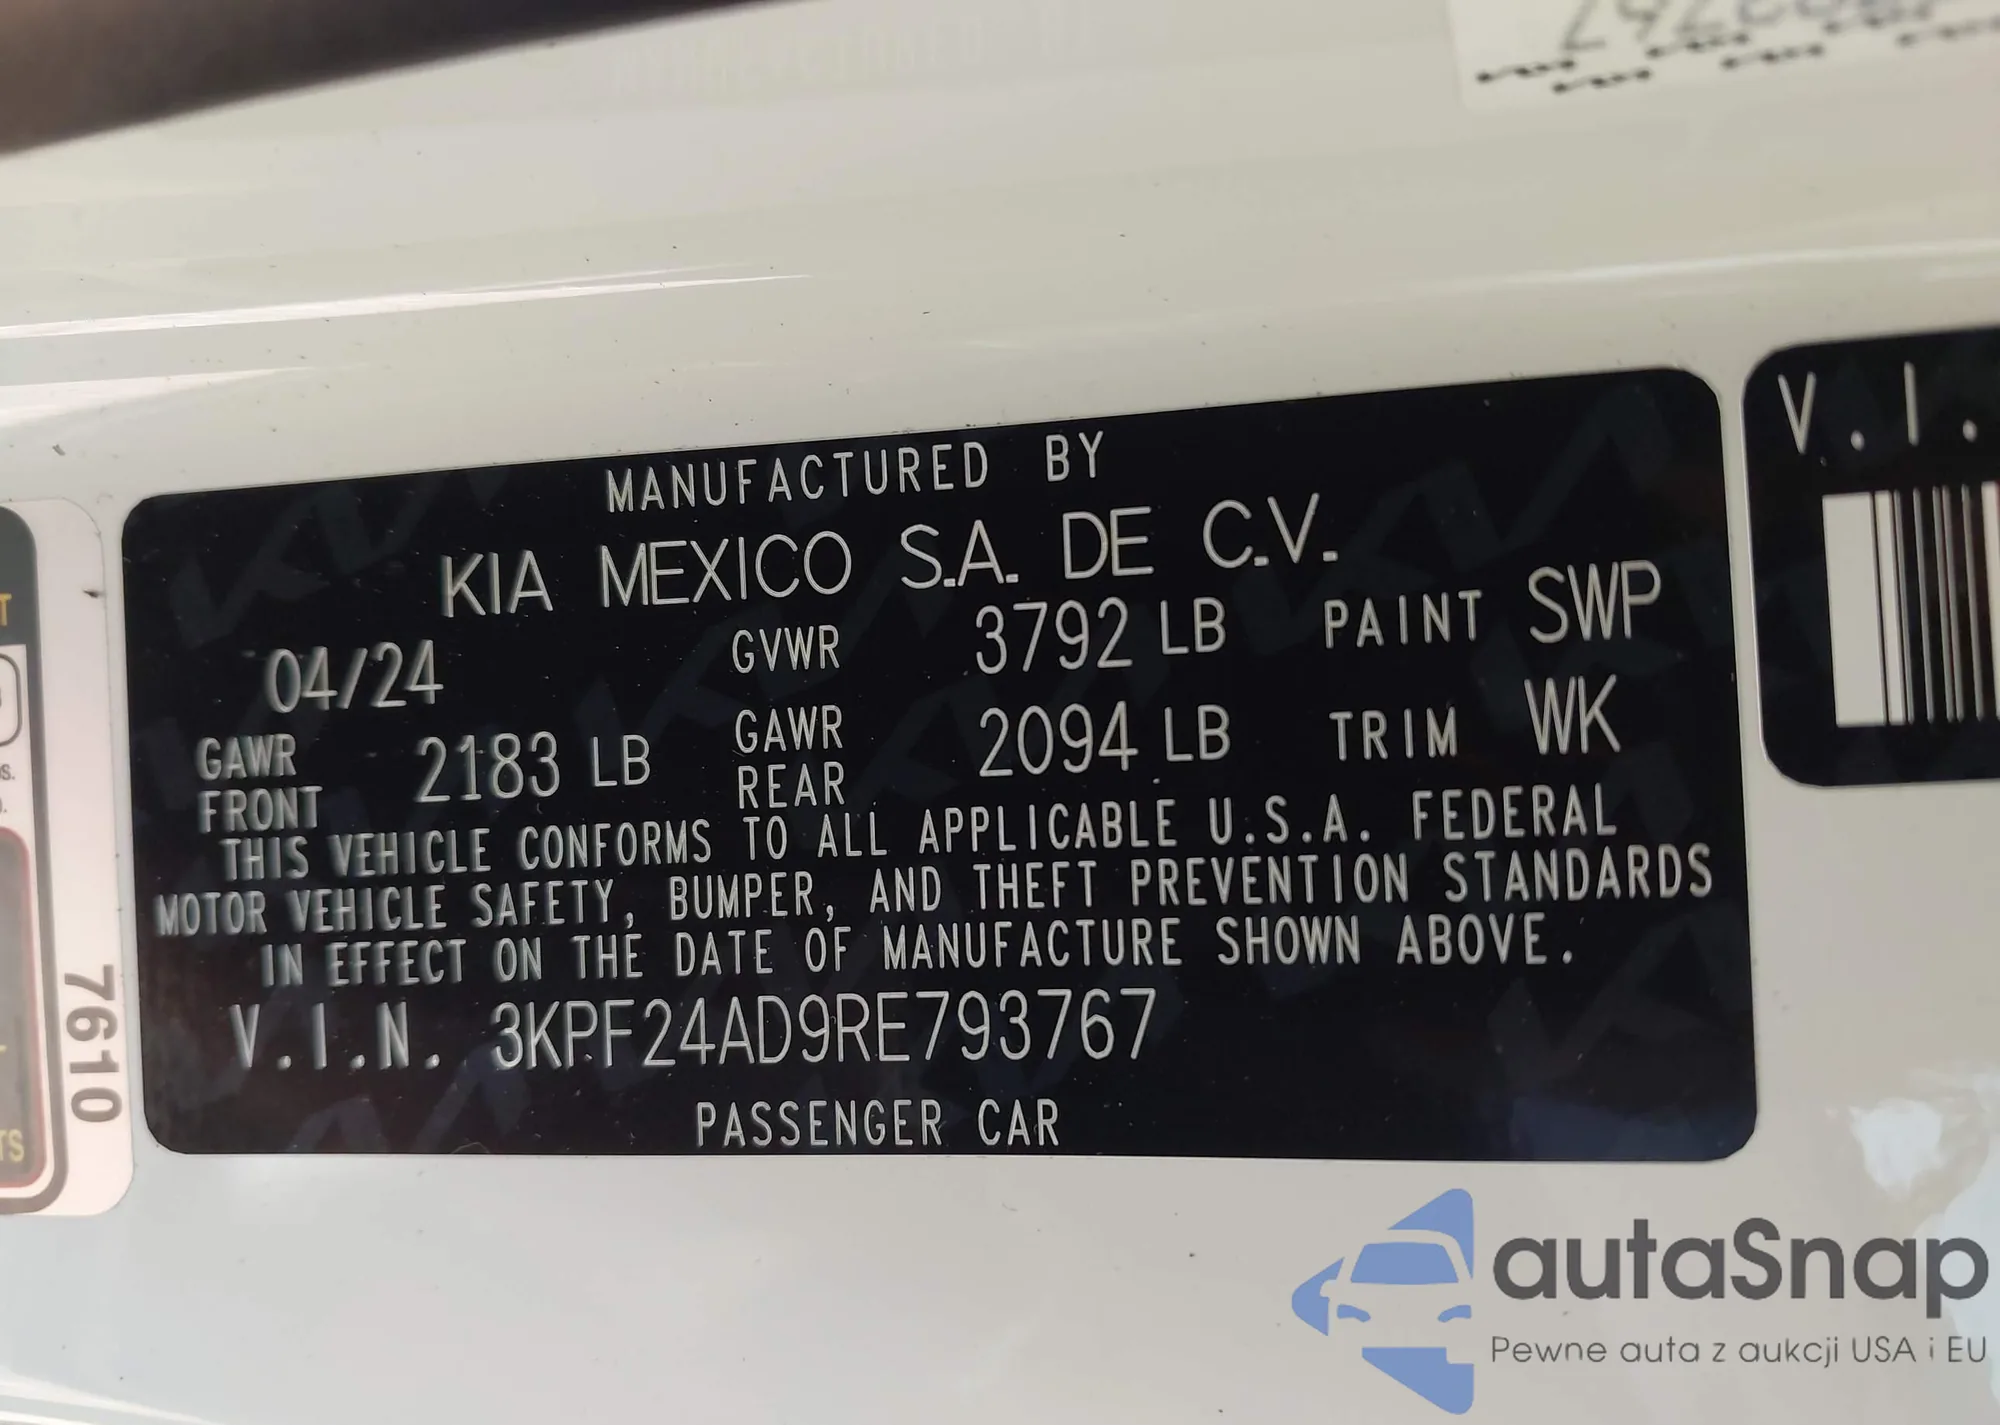 MANUFACTURED BY
KIA MEXICO S.A. DE C.V.
04/24 GVWR 3792 LB PAINT SWP
GAWR FRONT 2183 LB GAWR REAR 2094 LB TRIM WK
THIS VEHICLE CONFORMS TO ALL APPLICABLE U.S.A. FEDERAL
MOTOR VEHICLE SAFETY, BUMPER, AND THEFT PREVENTION STANDARDS
IN EFFECT ON THE DATE OF MANUFACTURE SHOWN ABOVE.
V.I.N. 3KPF24AD9RE793767
PASSENGER CAR
V.I.
7610
autaSnap
Pewne auta z aukcji USA i EU